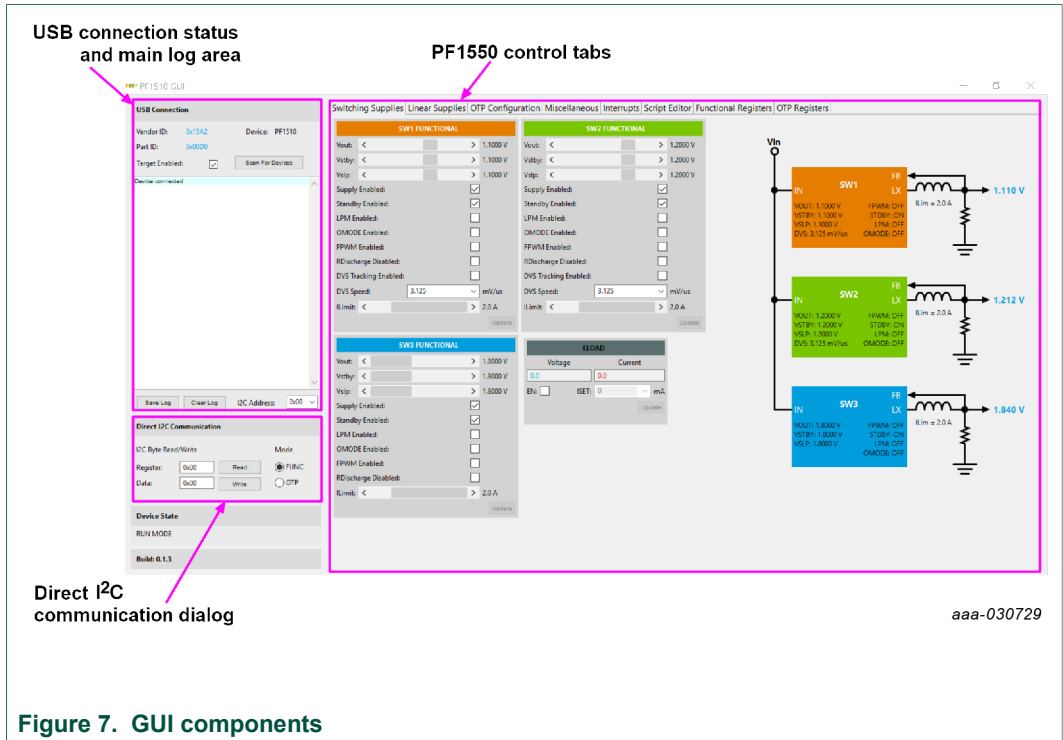 USB connection status
and main log area
PF1550 control tabs
PF1510 GUI
USB Connection
Vendor ID: 0x15A2 Device: PF1510
Part ID: 0x00D0
Target Enabled: Scan For Devices
Device connected
Save Log Clear Log I2C Address: 0x08
Direct I2C Communication
I2C Byte Read/Write Mode
Register: 0x00 Read FUNC
Data: 0x00 Write OTP
Device State
RUN MODE
Build: 0.1.3
Switching Supplies Linear Supplies OTP Configuration Miscellaneous Interrupts Script Editor Functional Registers OTP Registers
SW1 FUNCTIONAL
Vout: < > 1.1000 V
Vstby: < > 1.1000 V
Vslp: < > 1.1000 V
Supply Enabled:
Standby Enabled:
LPM Enabled:
OMODE Enabled:
FPWM Enabled:
RDischarge Disabled:
DVS Tracking Enabled:
DVS Speed: 3.125 mV/us
ILimit: < > 2.0 A
Update
SW2 FUNCTIONAL
Vout: < > 1.2000 V
Vstby: < > 1.2000 V
Vslp: < > 1.2000 V
Supply Enabled:
Standby Enabled:
LPM Enabled:
OMODE Enabled:
FPWM Enabled:
RDischarge Disabled:
DVS Tracking Enabled:
DVS Speed: 3.125 mV/us
ILimit: < > 2.0 A
Update
SW3 FUNCTIONAL
Vout: < > 1.8000 V
Vstby: < > 1.8000 V
Vslp: < > 1.8000 V
Supply Enabled:
Standby Enabled:
LPM Enabled:
OMODE Enabled:
FPWM Enabled:
RDischarge Disabled:
ILimit: < > 2.0 A
Update
ELOAD
Voltage Current
0.0 0.0
EN: ISET: 0 mA
Update
Vin
FB
SW1
IN LX 1.110 V
ILim = 2.0 A
VOUT: 1.1000 V FPWM: OFF
VSTBY: 1.1000 V STDBY: ON
VSLP: 1.1000 V LPM: OFF
DVS: 3.125 mV/us OMODE: OFF
FB
SW2
IN LX 1.212 V
ILim = 2.0 A
VOUT: 1.2000 V FPWM: OFF
VSTBY: 1.2000 V STDBY: ON
VSLP: 1.2000 V LPM: OFF
DVS: 3.125 mV/us OMODE: OFF
FB
SW3
IN LX 1.840 V
ILim = 2.0 A
VOUT: 1.8000 V FPWM: OFF
VSTBY: 1.8000 V STDBY: ON
VSLP: 1.8000 V LPM: OFF
OMODE: OFF
Direct I2C
communication dialog
aaa-030729
Figure 7. GUI components